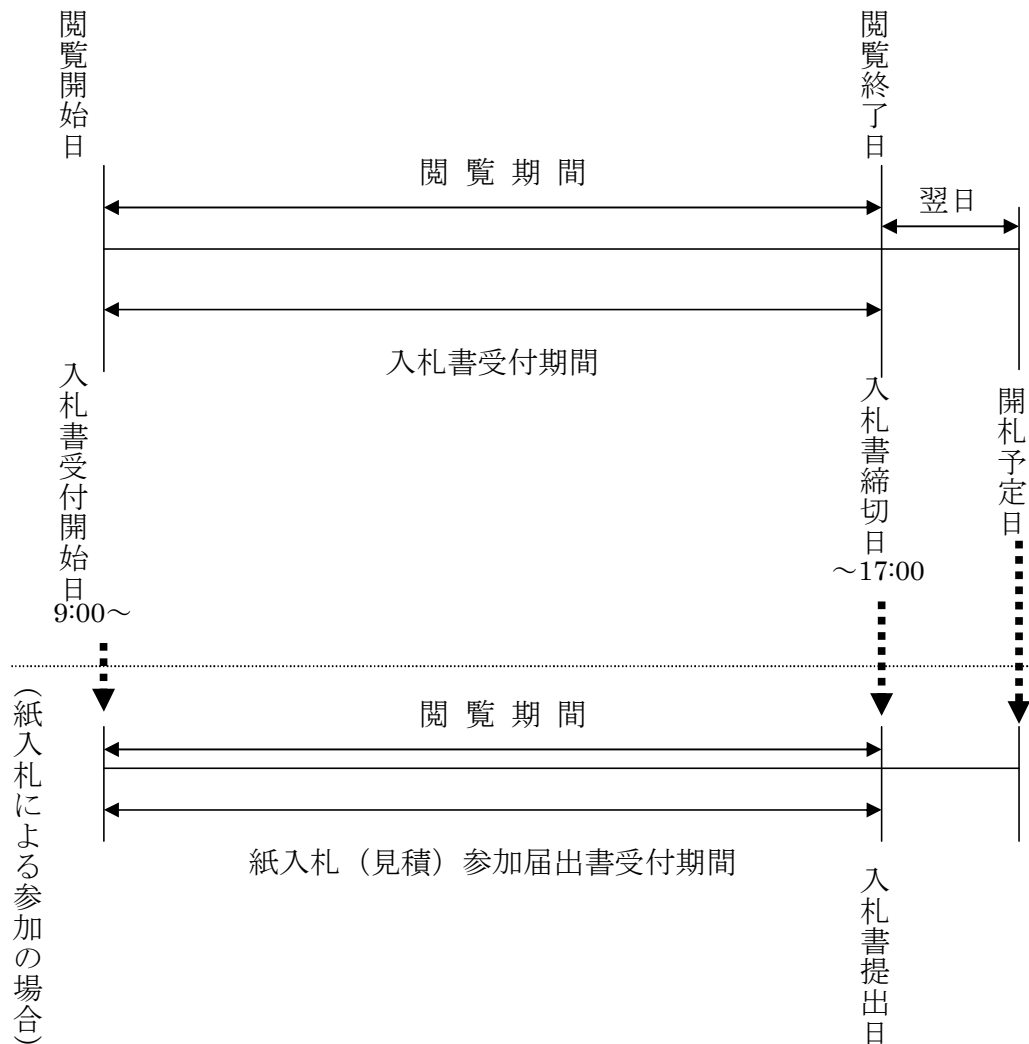 閲覧開始日
閲覧終了日
閲 覧 期 間
翌日
入札書受付期間
入札書受付開始日
9:00～
入札書締切日
～17:00
開札予定日
（紙入札による参加の場合）
閲 覧 期 間
紙入札（見積）参加届出書受付期間
入札書提出日